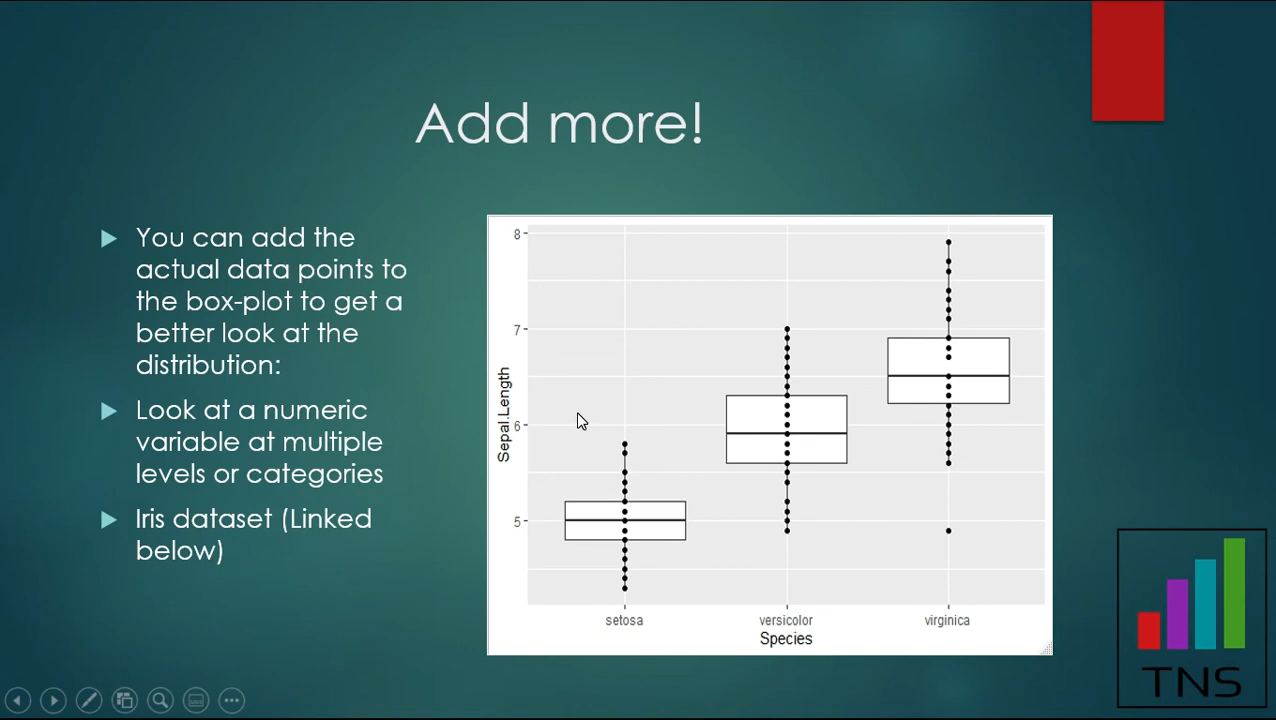 Add more!
You can add the
actual data points to
the box-plot to get a
better look at the
distribution:
Look at a numeric
variable at multiple
levels or categories
Iris dataset (Linked
below)
8
7
6
5
Sepal.Length
setosa versicolor virginica
Species
TNS